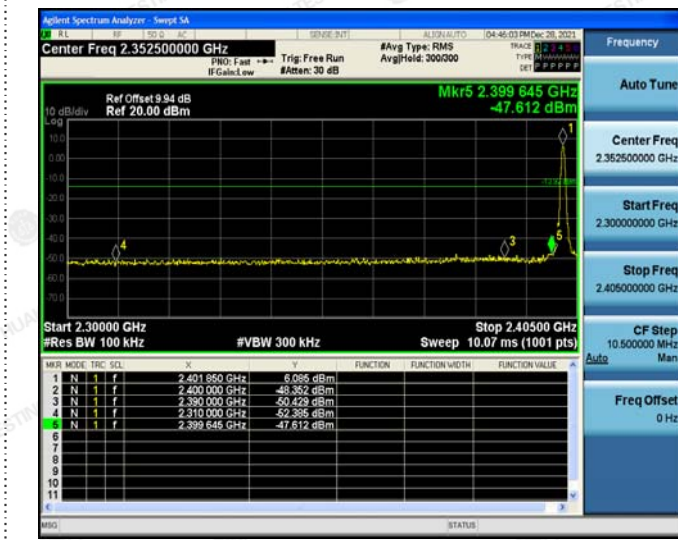 Agilent Spectrum Analyzer - Swept SA
RL RF 50 Ω AC SENSE:INT ALIGNAUTO 04:46:03 PM Dec 28, 2021
Center Freq 2.352500000 GHz
PNO: Fast
IFGain:Low
Trig: Free Run
#Atten: 30 dB
#Avg Type: RMS
Avg|Hold: 300/300
TRACE 1 2 3 4 5 6
TYPE M
DET P P P P P P
Mkr5 2.399 645 GHz
-47.612 dBm
Ref Offset 9.94 dB
Ref 20.00 dBm
10 dB/div
Log
10.0
0.00
-10.0
-20.0
-30.0
-40.0
-50.0
-60.0
-70.0
1
3
4
5
Start 2.30000 GHz
Stop 2.40500 GHz
#Res BW 100 kHz
#VBW 300 kHz
Sweep 10.07 ms (1001 pts)
MKR MODE TRC SCL X Y FUNCTION FUNCTION WIDTH FUNCTION VALUE
1 N 1 f 2.401 850 GHz 6.085 dBm
2 N 1 f 2.400 000 GHz -48.352 dBm
3 N 1 f 2.390 000 GHz -50.429 dBm
4 N 1 f 2.310 000 GHz -52.385 dBm
5 N 1 f 2.399 645 GHz -47.612 dBm
6
7
8
9
10
11
MSG
STATUS
Frequency
Auto Tune
Center Freq
2.352500000 GHz
Start Freq
2.300000000 GHz
Stop Freq
2.405000000 GHz
CF Step
10.500000 MHz
Auto Man
Freq Offset
0 Hz